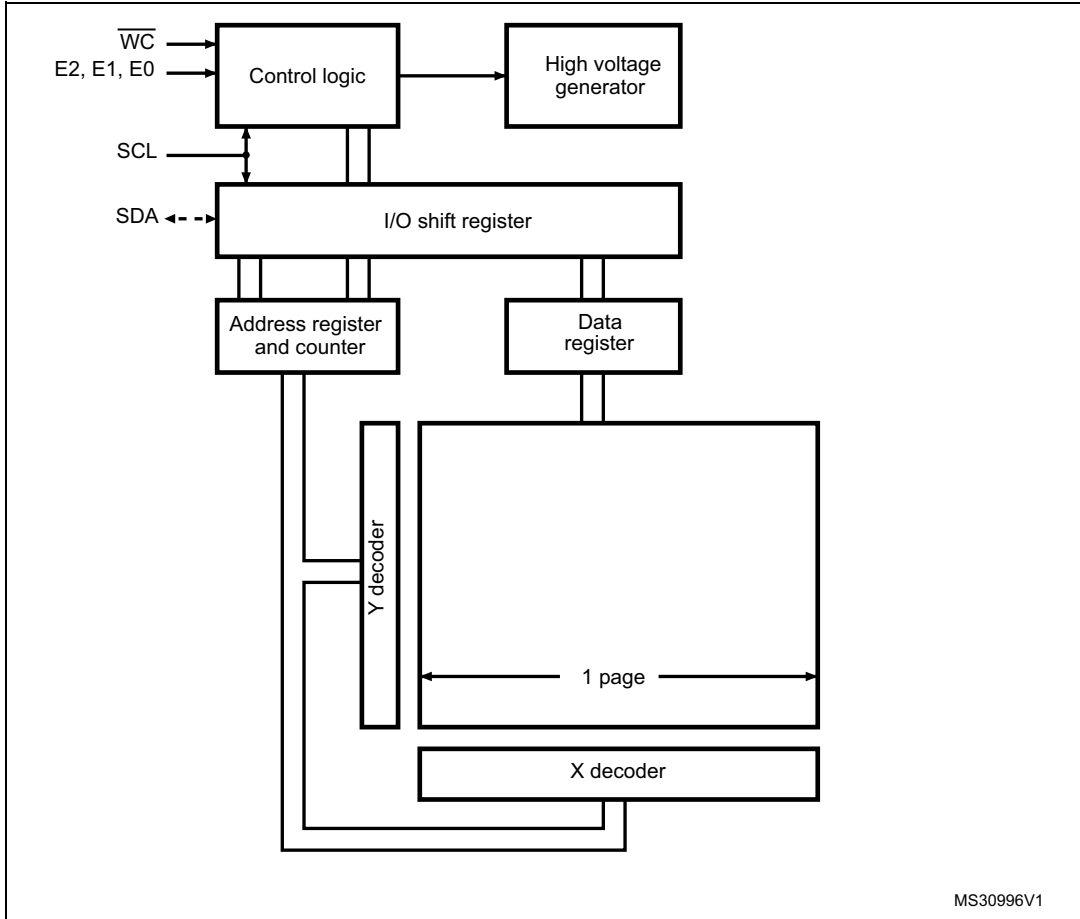 W̅C̅
E2, E1, E0
Control logic
High voltage
generator
SCL
SDA
I/O shift register
Address register
and counter
Data
register
Y decoder
1 page
X decoder
MS30996V1